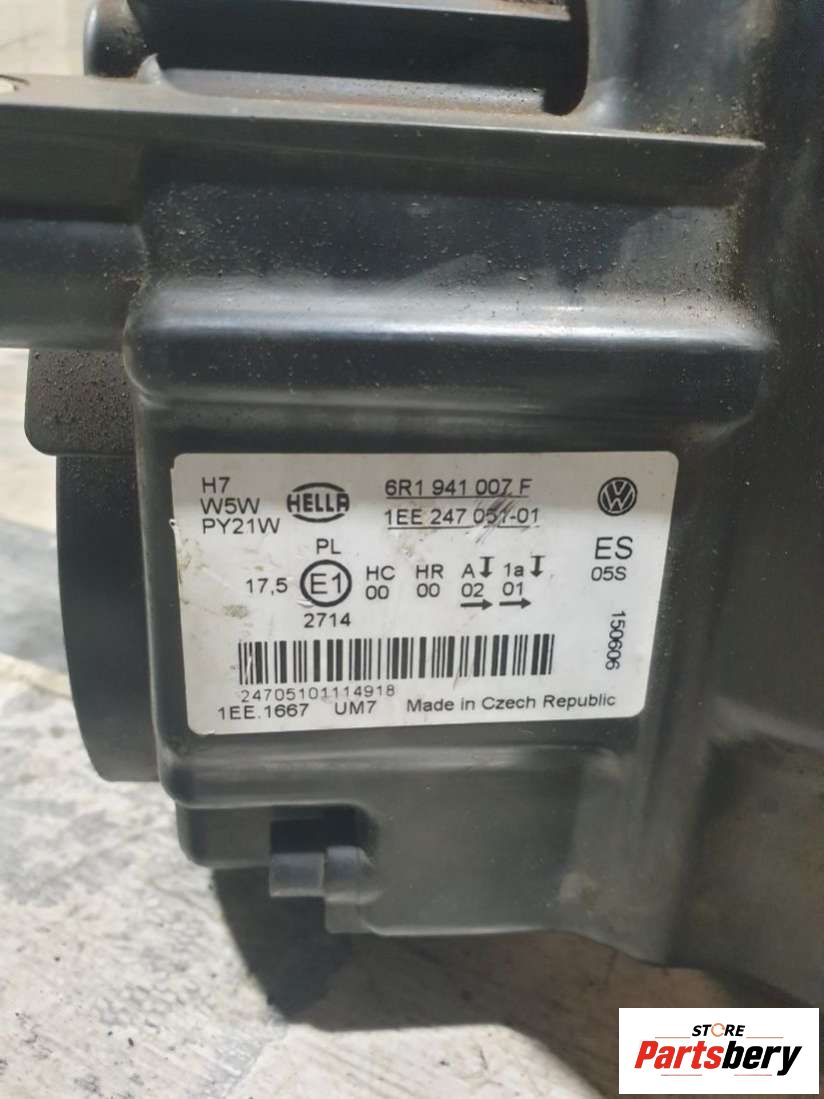 H7
W5W
PY21W
HELLA
6R1 941 007 F
1EE 247 051-01
PL
17,5 E1 HC HR A 1a
00 00 02 01
2714
ES
05S
150606
24705101114918
1EE.1667 UM7 Made in Czech Republic
STORE
Partsbery